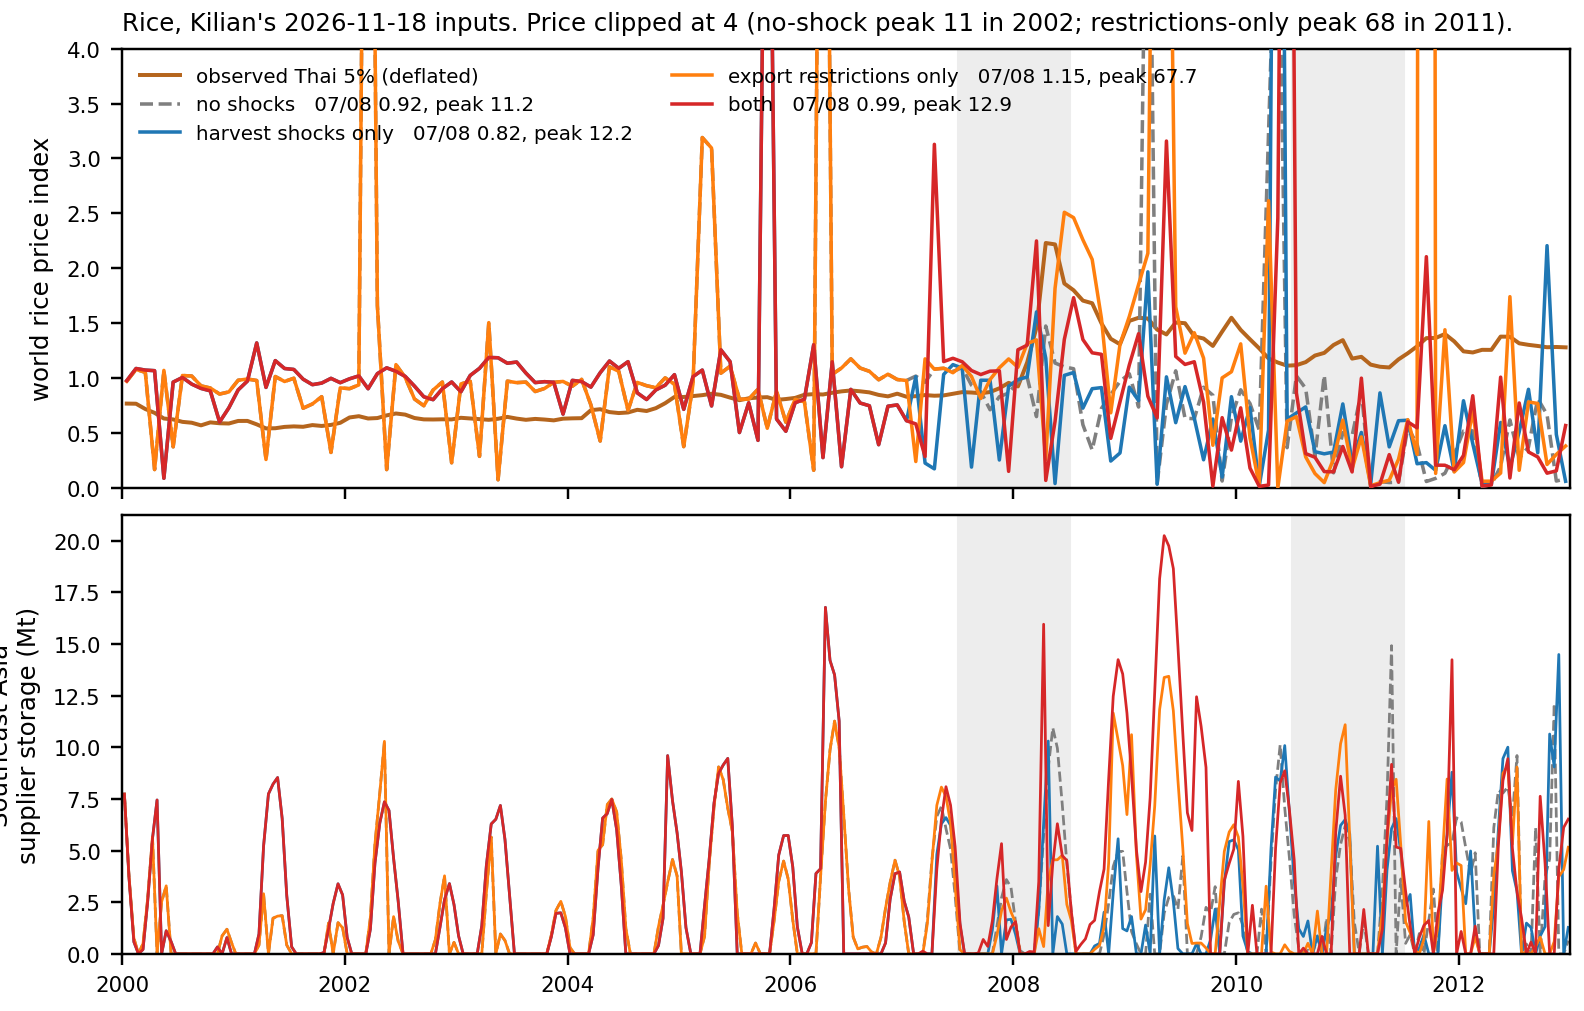 Rice, Kilian's 2026-11-18 inputs. Price clipped at 4 (no-shock peak 11 in 2002; restrictions-only peak 68 in 2011).
observed Thai 5% (deflated)
no shocks 07/08 0.92, peak 11.2
harvest shocks only 07/08 0.82, peak 12.2
export restrictions only 07/08 1.15, peak 67.7
both 07/08 0.99, peak 12.9
world rice price index
4.0
3.5
3.0
2.5
2.0
1.5
1.0
0.5
0.0
Southeast Asia
supplier storage (Mt)
20.0
17.5
15.0
12.5
10.0
7.5
5.0
2.5
0.0
2000 2002 2004 2006 2008 2010 2012